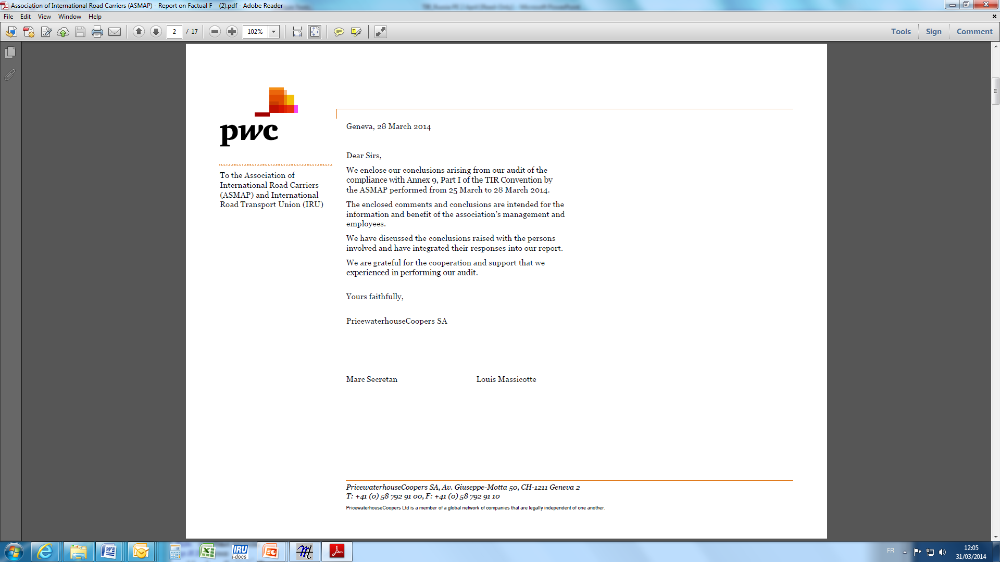 Association of International Road Carriers (ASMAP) - Report on Factual F (2).pdf - Adobe Reader
File Edit View Window Help
2 / 17 102% Tools Sign Comment
pwc
To the Association of
International Road Carriers
(ASMAP) and International
Road Transport Union (IRU)
Geneva, 28 March 2014
Dear Sirs,
We enclose our conclusions arising from our audit of the
compliance with Annex 9, Part I of the TIR Convention by
the ASMAP performed from 25 March to 28 March 2014.
The enclosed comments and conclusions are intended for the
information and benefit of the association's management and
employees.
We have discussed the conclusions raised with the persons
involved and have integrated their responses into our report.
We are grateful for the cooperation and support that we
experienced in performing our audit.
Yours faithfully,
PricewaterhouseCoopers SA
Marc Secretan Louis Massicotte
PricewaterhouseCoopers SA, Av. Giuseppe-Motta 50, CH-1211 Geneva 2
T: +41 (0) 58 792 91 00, F: +41 (0) 58 792 91 10
PricewaterhouseCoopers Ltd is a member of a global network of companies that are legally independent of one another.
IRU
i-docs
FR
12:05
31/03/2014